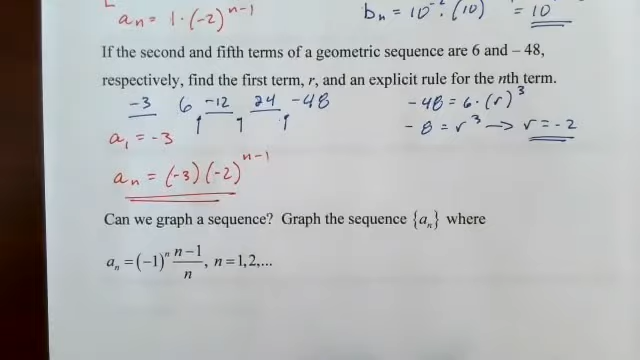 aₙ = 1·(-2)ⁿ⁻¹ bₙ = 10⁻²·(10) = 10
If the second and fifth terms of a geometric sequence are 6 and – 48,
respectively, find the first term, r, and an explicit rule for the nth term.
-3 6 -12 24 -48 -48 = 6·(r)³
a₁ = -3 -8 = r³ → r = -2
aₙ = (-3)(-2)ⁿ⁻¹
Can we graph a sequence? Graph the sequence {aₙ} where
aₙ = (−1)ⁿ (n−1)/n, n = 1,2,...